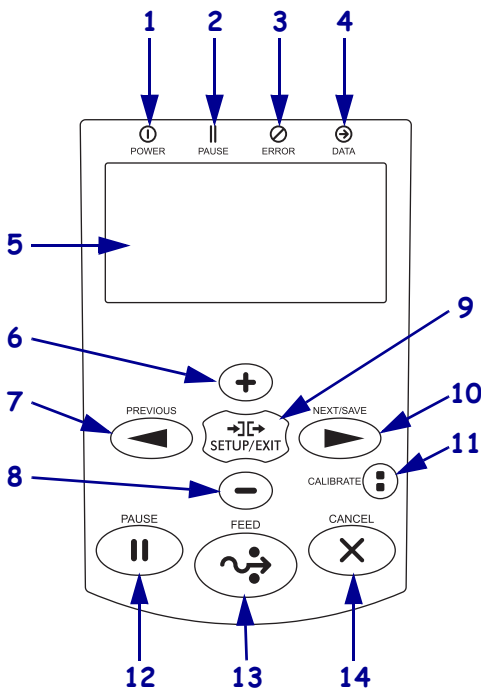 1 2 3 4
POWER PAUSE ERROR DATA
5
6
9
PREVIOUS NEXT/SAVE
7
10
SETUP/EXIT
11
8
CALIBRATE
PAUSE FEED CANCEL
12 13 14